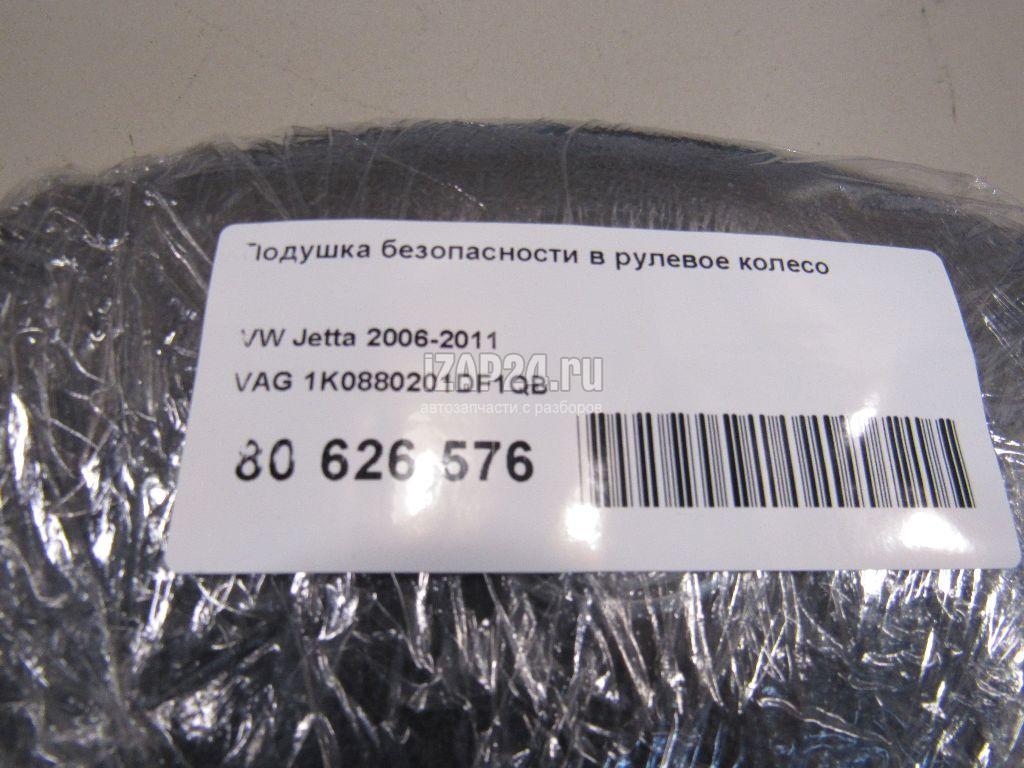 Подушка безопасности в рулевое колесо
VW Jetta 2006-2011
iZAP24.ru
VAG 1K0880201DF1QB
автозапчасти с разборов
80 626 576